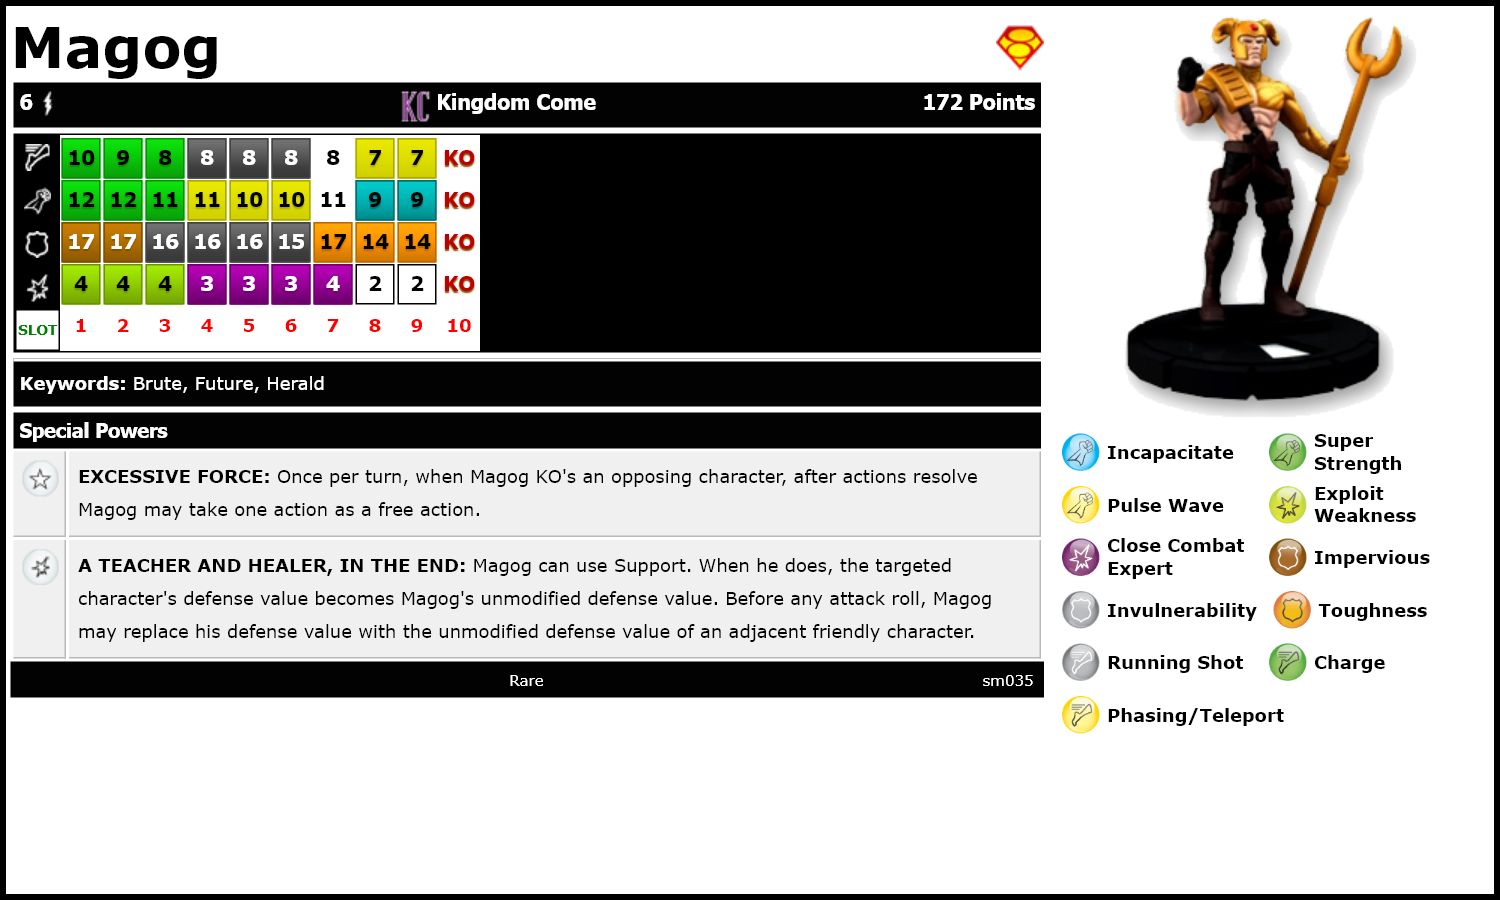 Magog
6 KC Kingdom Come 172 Points
10 9 8 8 8 8 8 7 7 KO
12 12 11 11 10 10 11 9 9 KO
17 17 16 16 16 15 17 14 14 KO
4 4 4 3 3 3 4 2 2 KO
SLOT 1 2 3 4 5 6 7 8 9 10
Keywords: Brute, Future, Herald
Special Powers
EXCESSIVE FORCE: Once per turn, when Magog KO's an opposing character, after actions resolve
Magog may take one action as a free action.
A TEACHER AND HEALER, IN THE END: Magog can use Support. When he does, the targeted
character's defense value becomes Magog's unmodified defense value. Before any attack roll, Magog
may replace his defense value with the unmodified defense value of an adjacent friendly character.
Rare sm035
Incapacitate
Super
Strength
Pulse Wave
Exploit
Weakness
Close Combat
Expert
Impervious
Invulnerability
Toughness
Running Shot
Charge
Phasing/Teleport